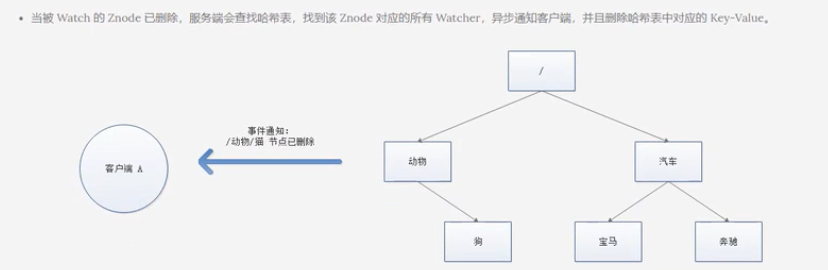 • 当被 Watch 的 Znode 已删除，服务端会查找哈希表，找到该 Znode 对应的所有 Watcher，异步通知客户端，并且删除哈希表中对应的 Key-Value。
/
事件通知：
/动物/猫 节点已删除
客户端 A
动物
汽车
狗
宝马
奔驰